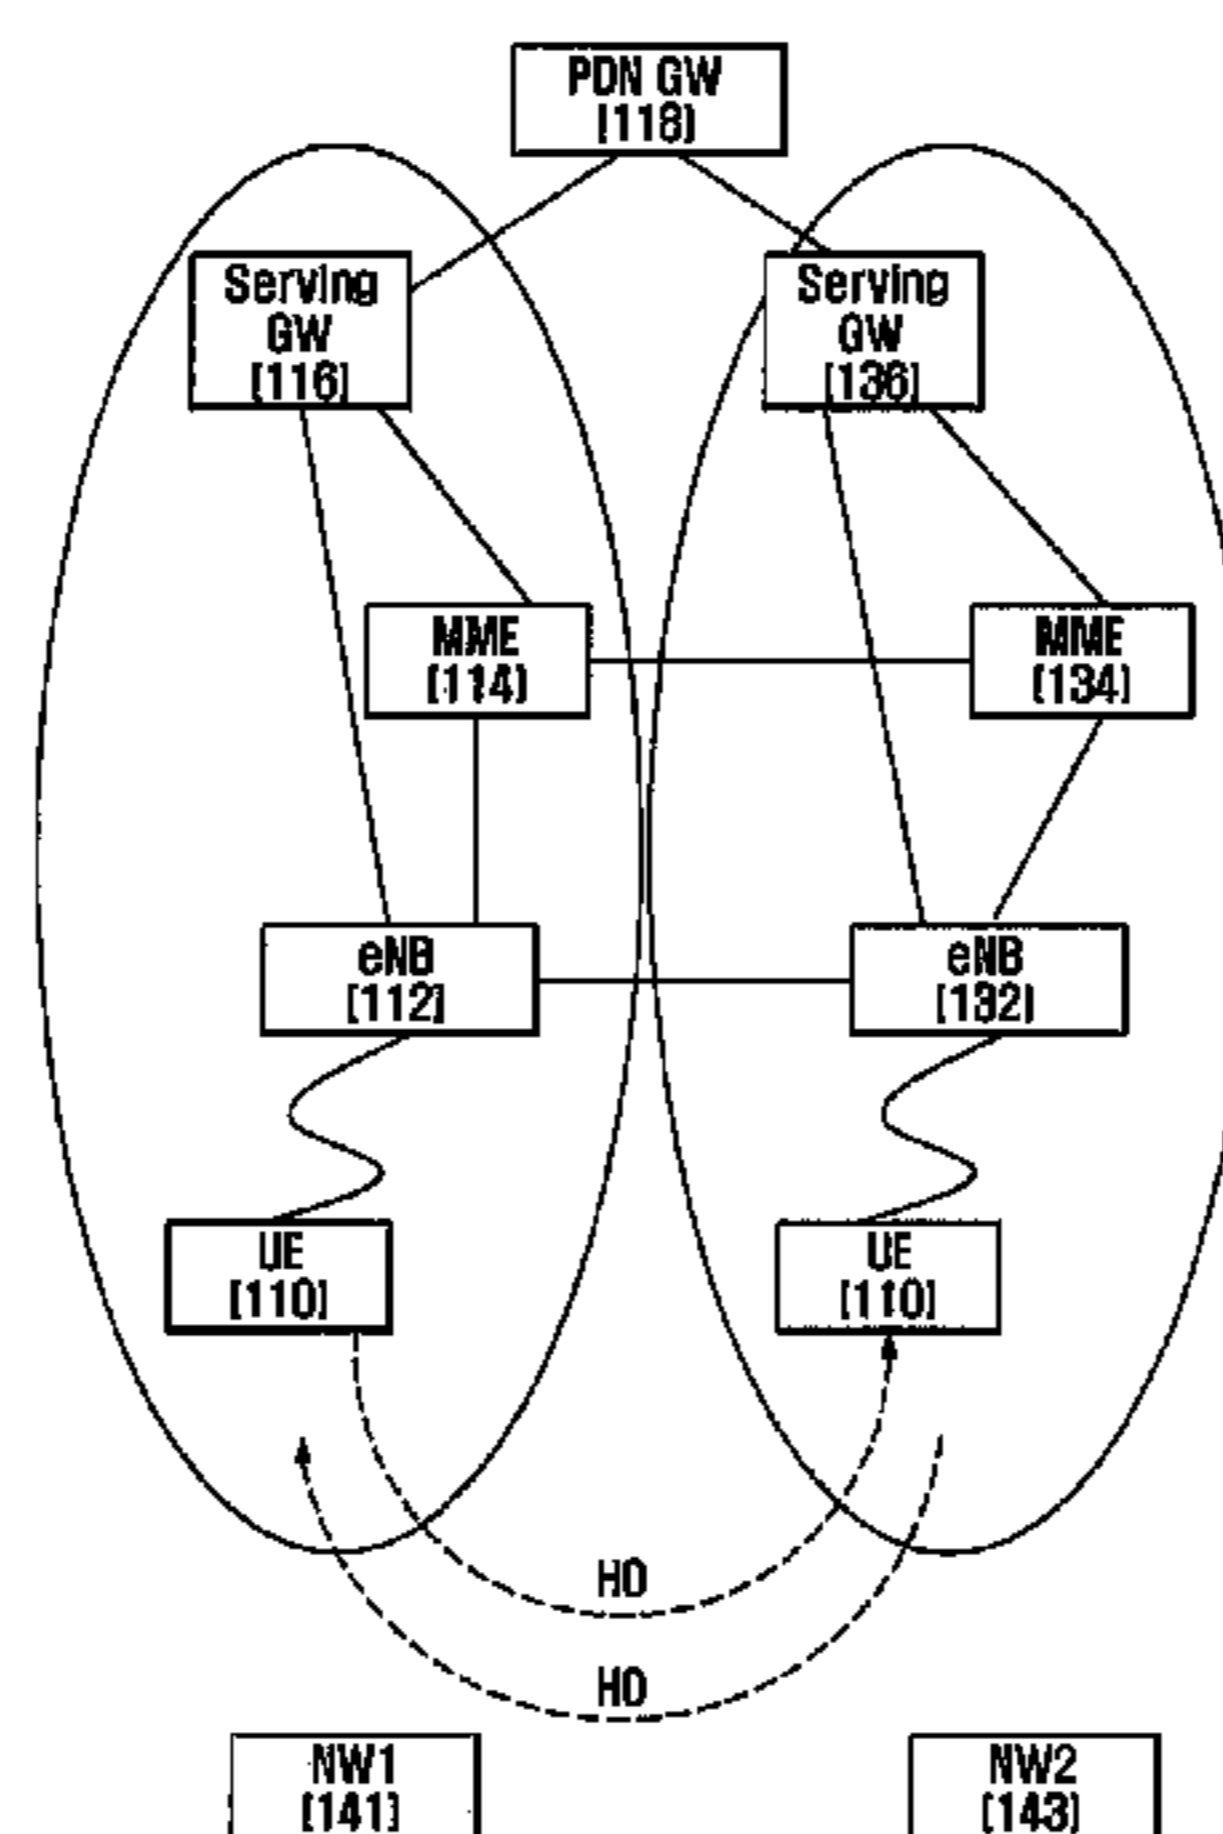 PDN GW
[118]
Serving
GW
[116]
Serving
GW
[136]
MME
[114]
MME
[134]
eNB
[112]
eNB
[132]
UE
[110]
UE
[110]
HO
HO
NW1
[141]
NW2
[143]